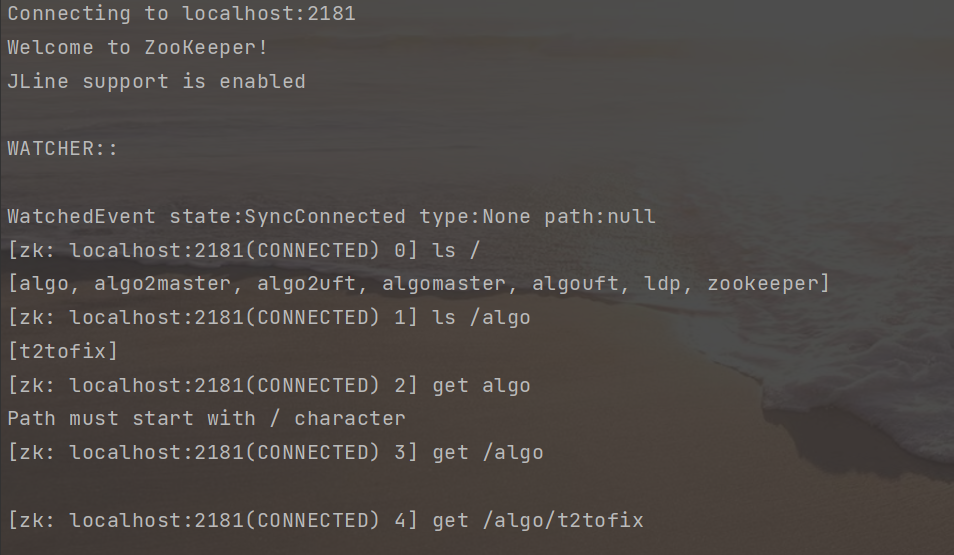 Connecting to localhost:2181
Welcome to ZooKeeper!
JLine support is enabled
WATCHER::
WatchedEvent state:SyncConnected type:None path:null
[zk: localhost:2181(CONNECTED) 0] ls /
[algo, algo2master, algo2uft, algomaster, algouft, ldp, zookeeper]
[zk: localhost:2181(CONNECTED) 1] ls /algo
[t2tofix]
[zk: localhost:2181(CONNECTED) 2] get algo
Path must start with / character
[zk: localhost:2181(CONNECTED) 3] get /algo
[zk: localhost:2181(CONNECTED) 4] get /algo/t2tofix